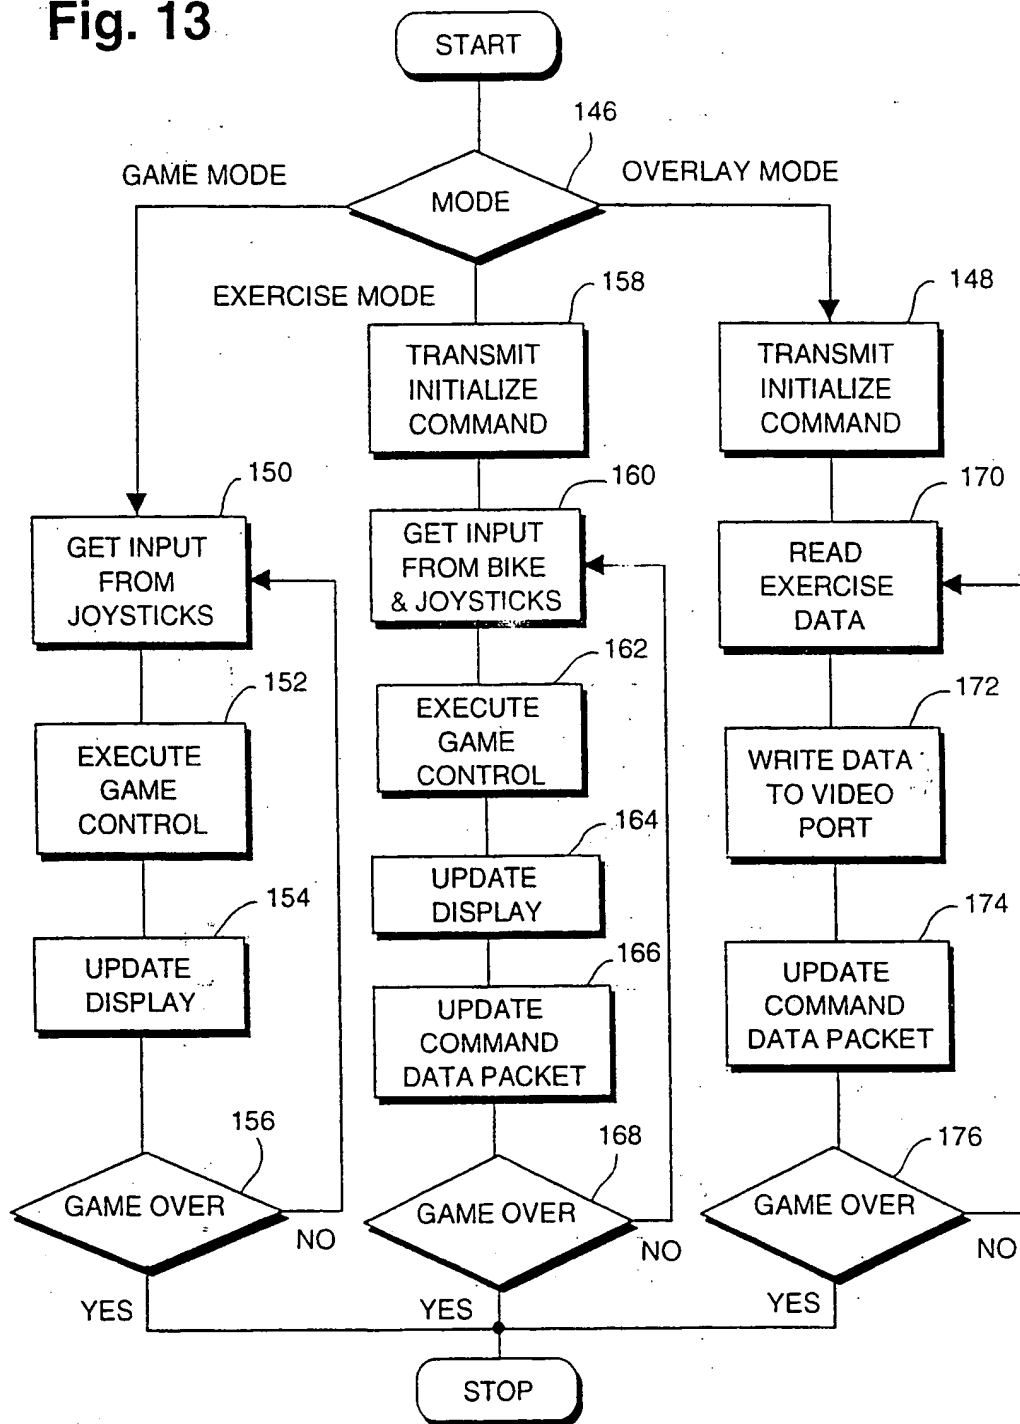 Fig. 13
START
146
GAME MODE
OVERLAY MODE
MODE
EXERCISE MODE
158
148
TRANSMIT
INITIALIZE
COMMAND
TRANSMIT
INITIALIZE
COMMAND
150
160
170
GET INPUT
FROM
JOYSTICKS
GET INPUT
FROM BIKE
& JOYSTICKS
READ
EXERCISE
DATA
152
162
172
EXECUTE
GAME
CONTROL
EXECUTE
GAME
CONTROL
WRITE DATA
TO VIDEO
PORT
154
164
174
UPDATE
DISPLAY
UPDATE
DISPLAY
166
UPDATE
COMMAND
DATA PACKET
UPDATE
COMMAND
DATA PACKET
156
168
176
GAME OVER
GAME OVER
GAME OVER
NO
NO
NO
YES
YES
YES
STOP